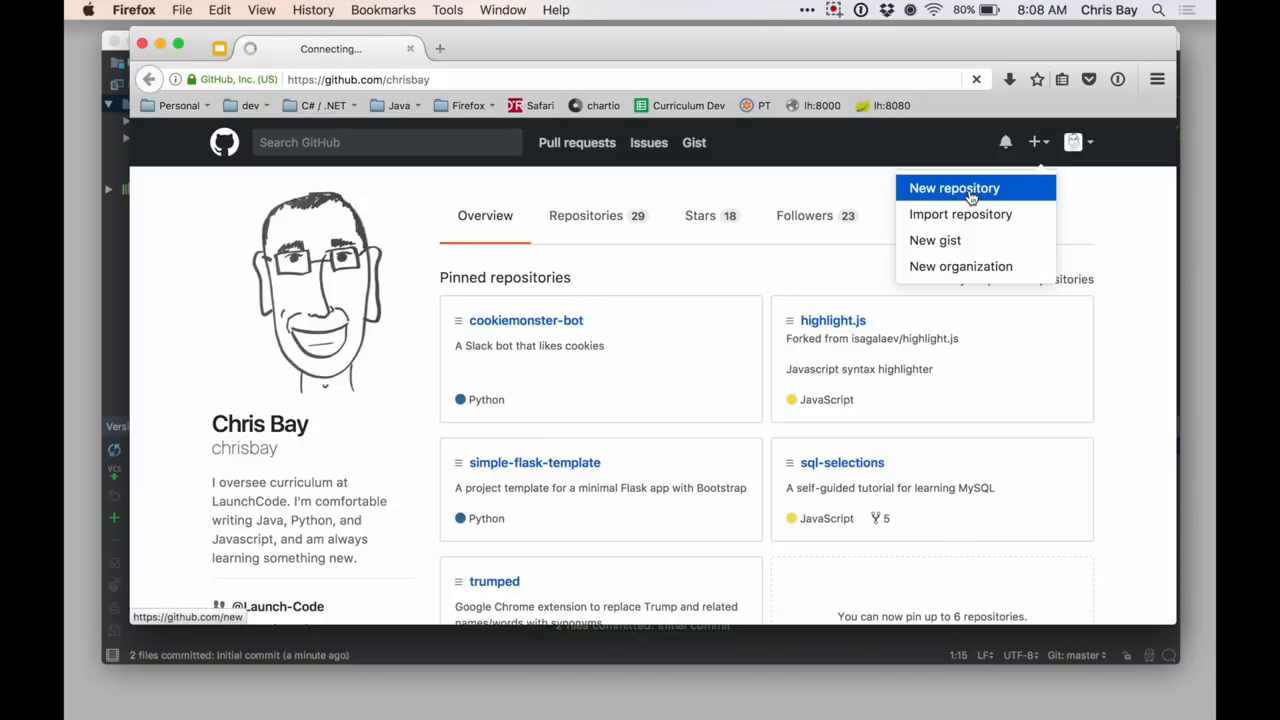 Firefox File Edit View History Bookmarks Tools Window Help 80% 8:08 AM Chris Bay
Connecting...
GitHub, Inc. (US) https://github.com/chrisbay
Personal dev C# / .NET Java Firefox Safari chartio Curriculum Dev PT lh:8000 lh:8080
Search GitHub Pull requests Issues Gist
New repository
Import repository
New gist
New organization
Overview Repositories 29 Stars 18 Followers 23
Pinned repositories
cookiemonster-bot
A Slack bot that likes cookies
Python
highlight.js
Forked from isagalaev/highlight.js
Javascript syntax highlighter
JavaScript
Chris Bay
chrisbay
I oversee curriculum at
LaunchCode. I'm comfortable
writing Java, Python, and
Javascript, and am always
learning something new.
@Launch-Code
simple-flask-template
A project template for a minimal Flask app with Bootstrap
Python
sql-selections
A self-guided tutorial for learning MySQL
JavaScript 5
trumped
Google Chrome extension to replace Trump and related
names/words with synonyms
You can now pin up to 6 repositories.
https://github.com/new
Versi
VCS
2 files committed: Initial commit (a minute ago) 1:15 LF UTF-8 Git: master